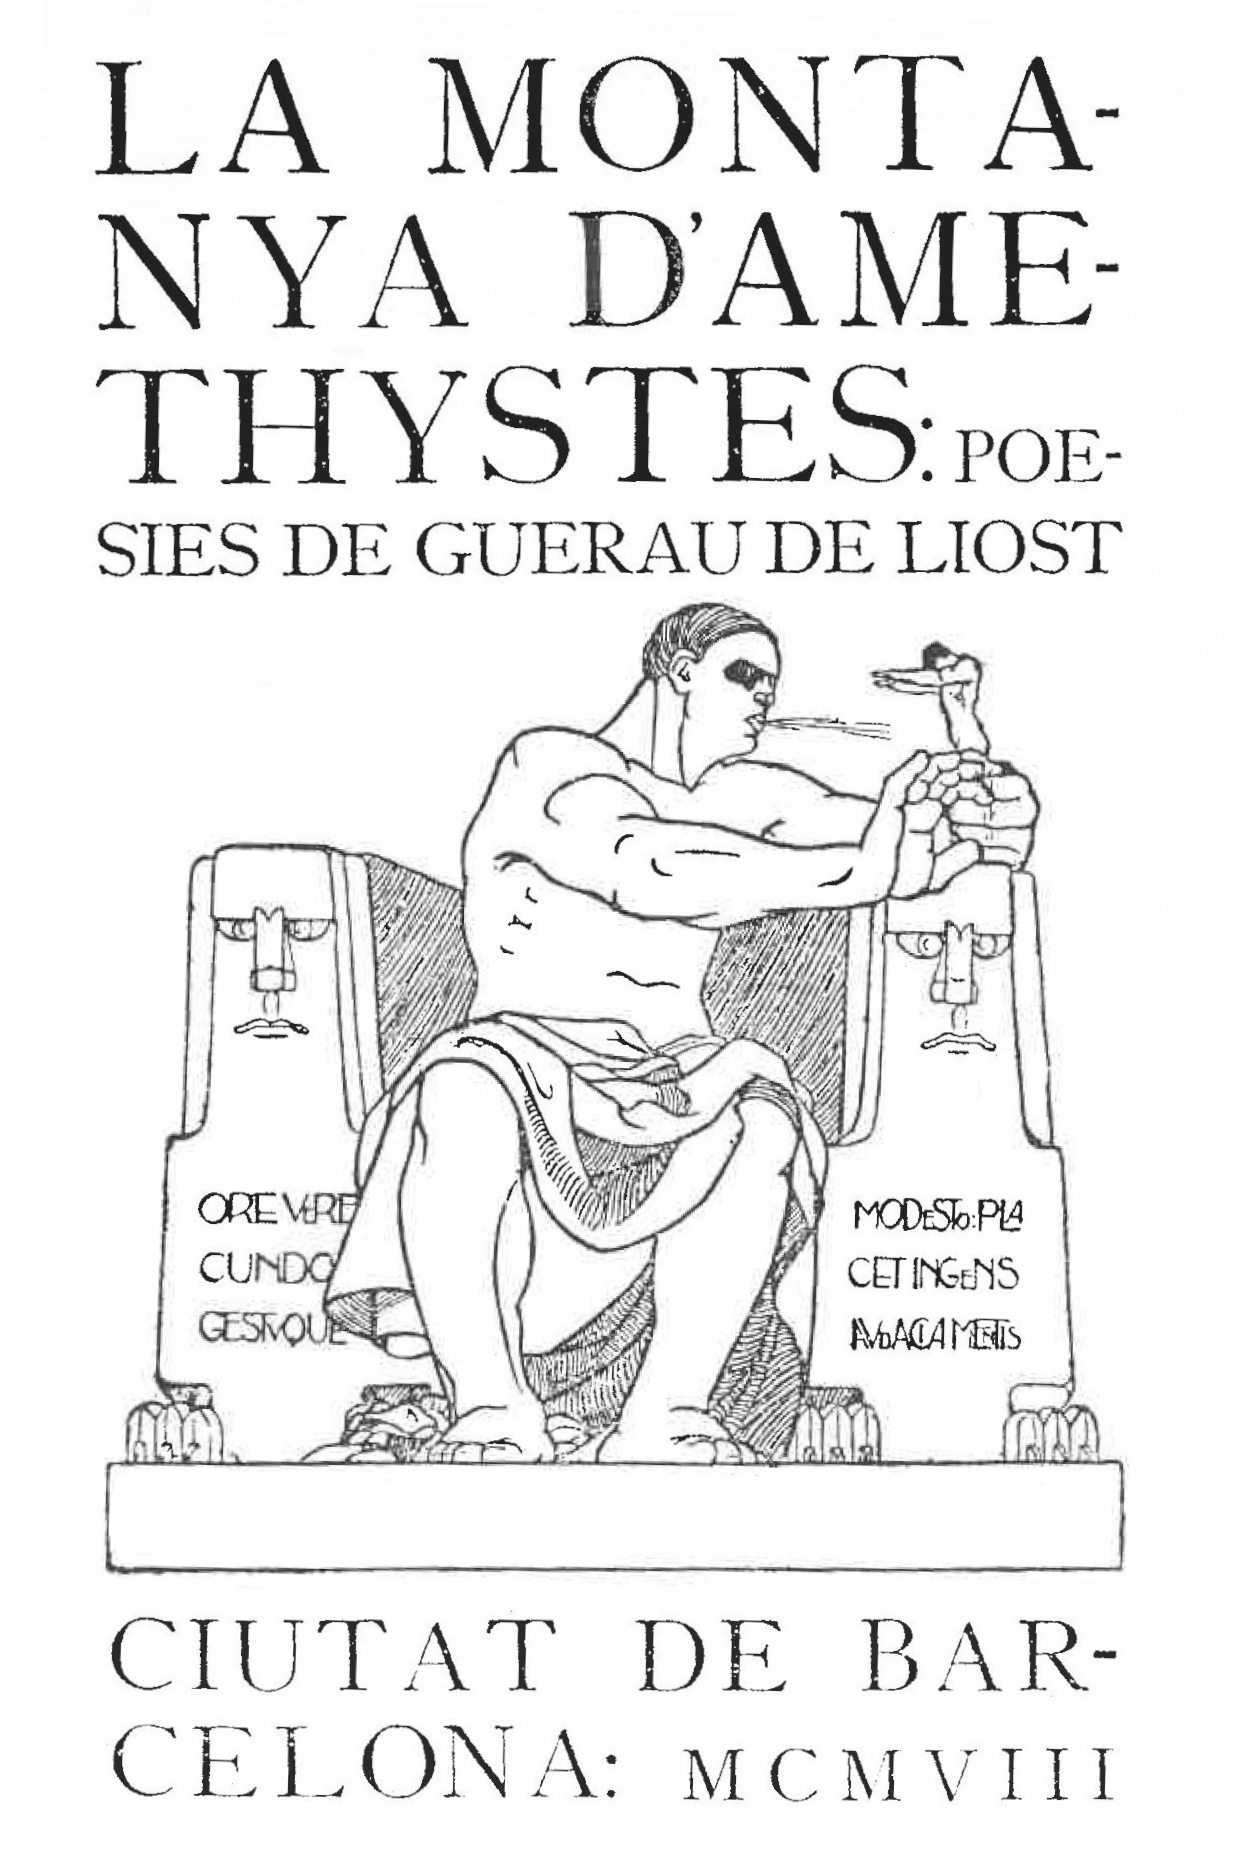 LA MONTA-
NYA D'AME-
THYSTES: POE-
SIES DE GUERAU DE LIOST
ORE VERE
CUNDO
GESTVQUE
MODESTO: PLA
CET INGENS
AVDACIA MENTIS
CIUTAT DE BAR-
CELONA: MCMVIII